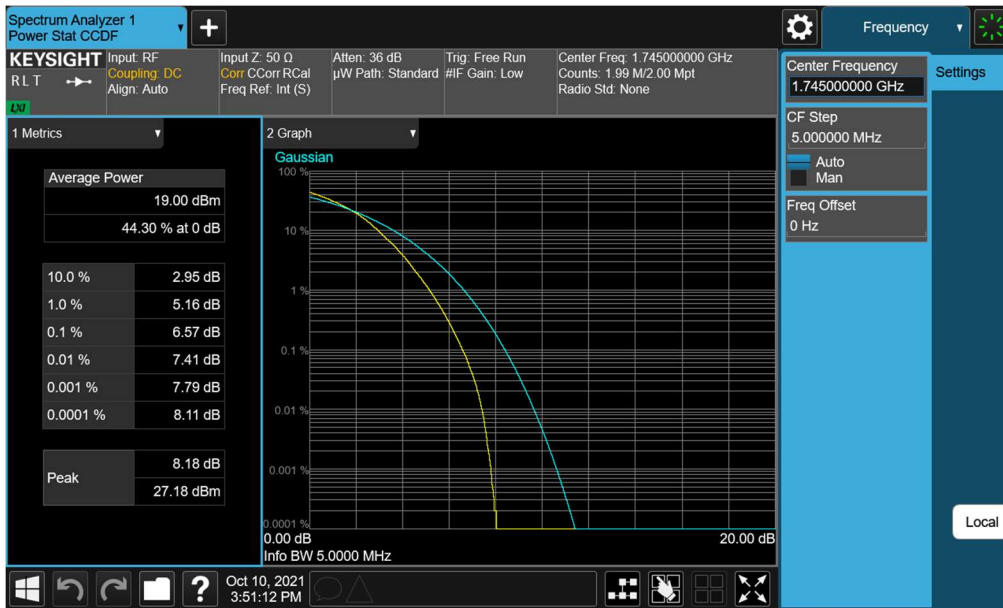 Spectrum Analyzer 1
Power Stat CCDF
+
Frequency
KEYSIGHT
RLT
LXI
Input: RF
Coupling: DC
Align: Auto
Input Z: 50 Ω
Corr CCorr RCal
Freq Ref: Int (S)
Atten: 36 dB
µW Path: Standard
Trig: Free Run
#IF Gain: Low
Center Freq: 1.745000000 GHz
Counts: 1.99 M/2.00 Mpt
Radio Std: None
Center Frequency
1.745000000 GHz
Settings
CF Step
5.000000 MHz
Auto
Man
Freq Offset
0 Hz
Local
1 Metrics
Average Power
19.00 dBm
44.30 % at 0 dB
10.0 % 2.95 dB
1.0 % 5.16 dB
0.1 % 6.57 dB
0.01 % 7.41 dB
0.001 % 7.79 dB
0.0001 % 8.11 dB
Peak
8.18 dB
27.18 dBm
2 Graph
Gaussian
100 %
10 %
1 %
0.1 %
0.01 %
0.001 %
0.0001 %
0.00 dB 20.00 dB
Info BW 5.0000 MHz
?
Oct 10, 2021
3:51:12 PM